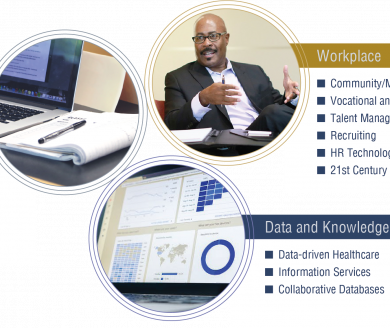 Workplace
Community/M
Vocational an
Talent Manag
Recruiting
HR Technolog
21st Century
Data and Knowledge
Data-driven Healthcare
Information Services
Collaborative Databases